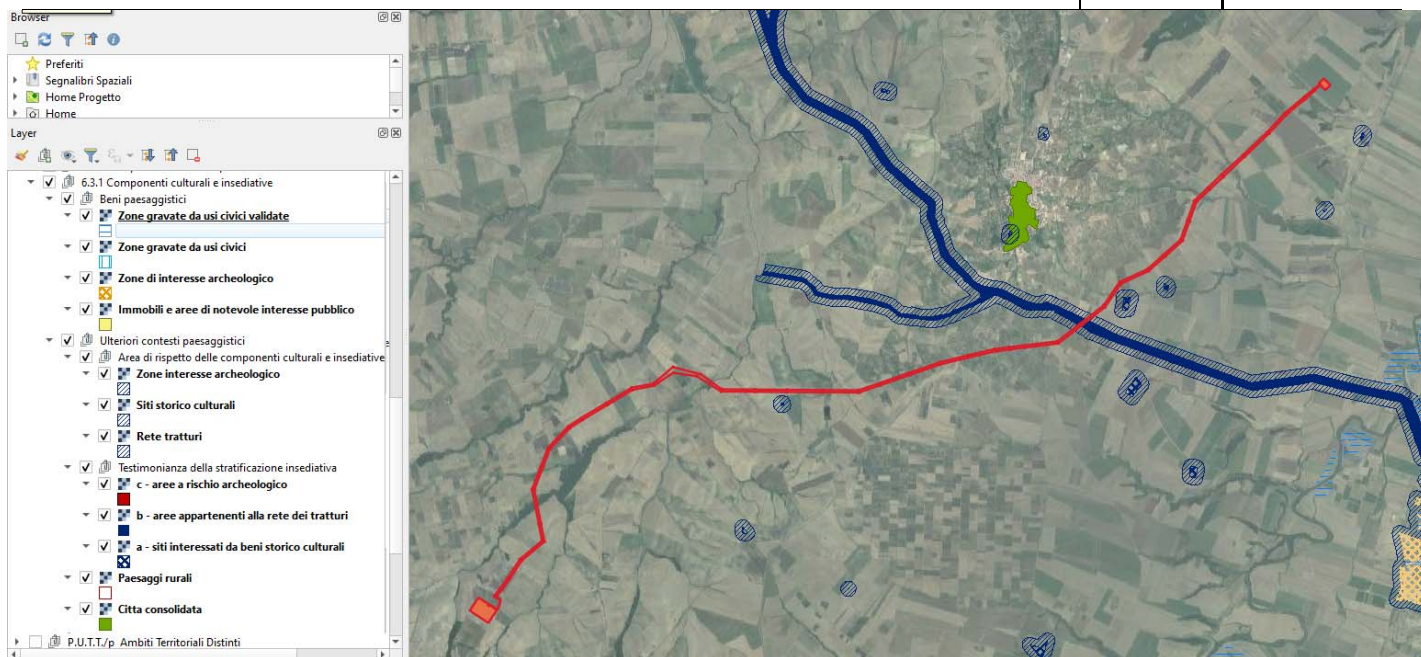 Browser
Preferiti
Segnalibri Spaziali
Home Progetto
Home
Layer
6.3.1 Componenti culturali e insediative
Beni paesaggistici
Zone gravate da usi civici validate
Zone gravate da usi civici
Zone di interesse archeologico
Immobili e aree di notevole interesse pubblico
Ulteriori contesti paesaggistici
Area di rispetto delle componenti culturali e insediative
Zone interesse archeologico
Siti storico culturali
Rete tratturi
Testimonianza della stratificazione insediativa
c - aree a rischio archeologico
b - aree appartenenti alla rete dei tratturi
a - siti interessati da beni storico culturali
Paesaggi rurali
Citta consolidata
P.U.T.T./p Ambiti Territoriali Distinti